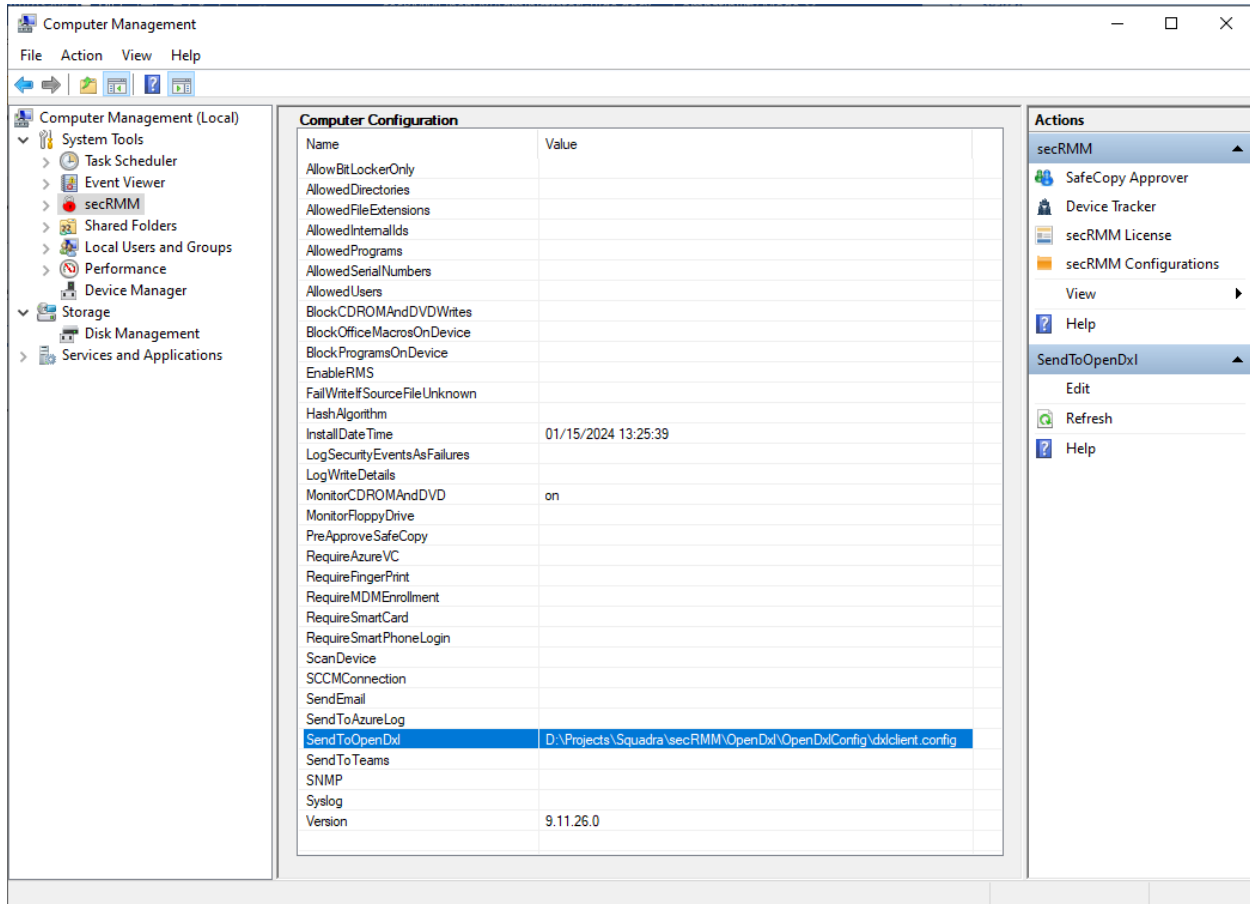 Computer Management
File Action View Help
Computer Management (Local)
System Tools
Task Scheduler
Event Viewer
secRMM
Shared Folders
Local Users and Groups
Performance
Device Manager
Storage
Disk Management
Services and Applications
Computer Configuration
Name Value
AllowBitLockerOnly
AllowedDirectories
AllowedFileExtensions
AllowedInternalIds
AllowedPrograms
AllowedSerialNumbers
AllowedUsers
BlockCDROMAndDVDWrites
BlockOfficeMacrosOnDevice
BlockProgramsOnDevice
EnableRMS
FailWriteIfSourceFileUnknown
HashAlgorithm
InstallDateTime 01/15/2024 13:25:39
LogSecurityEventsAsFailures
LogWriteDetails
MonitorCDROMAndDVD on
MonitorFloppyDrive
PreApproveSafeCopy
RequireAzureVC
RequireFingerPrint
RequireMDMEnrollment
RequireSmartCard
RequireSmartPhoneLogin
ScanDevice
SCCMConnection
SendEmail
SendToAzureLog
SendToOpenDxl D:\Projects\Squadra\secRMM\OpenDxl\OpenDxlConfig\dxlclient.config
SendToTeams
SNMP
Syslog
Version 9.11.26.0
Actions
secRMM
SafeCopy Approver
Device Tracker
secRMM License
secRMM Configurations
View
Help
SendToOpenDxl
Edit
Refresh
Help